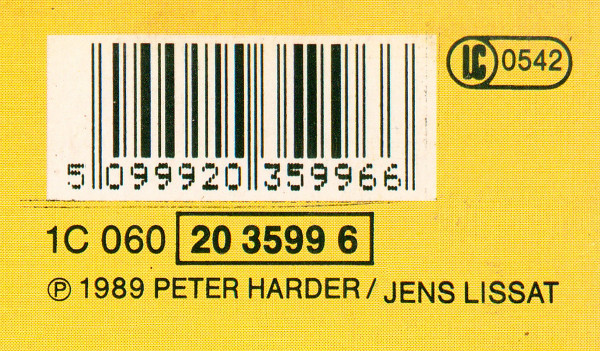 LC 0542
5 099920 359966
1C 060 20 3599 6
℗ 1989 PETER HARDER / JENS LISSAT